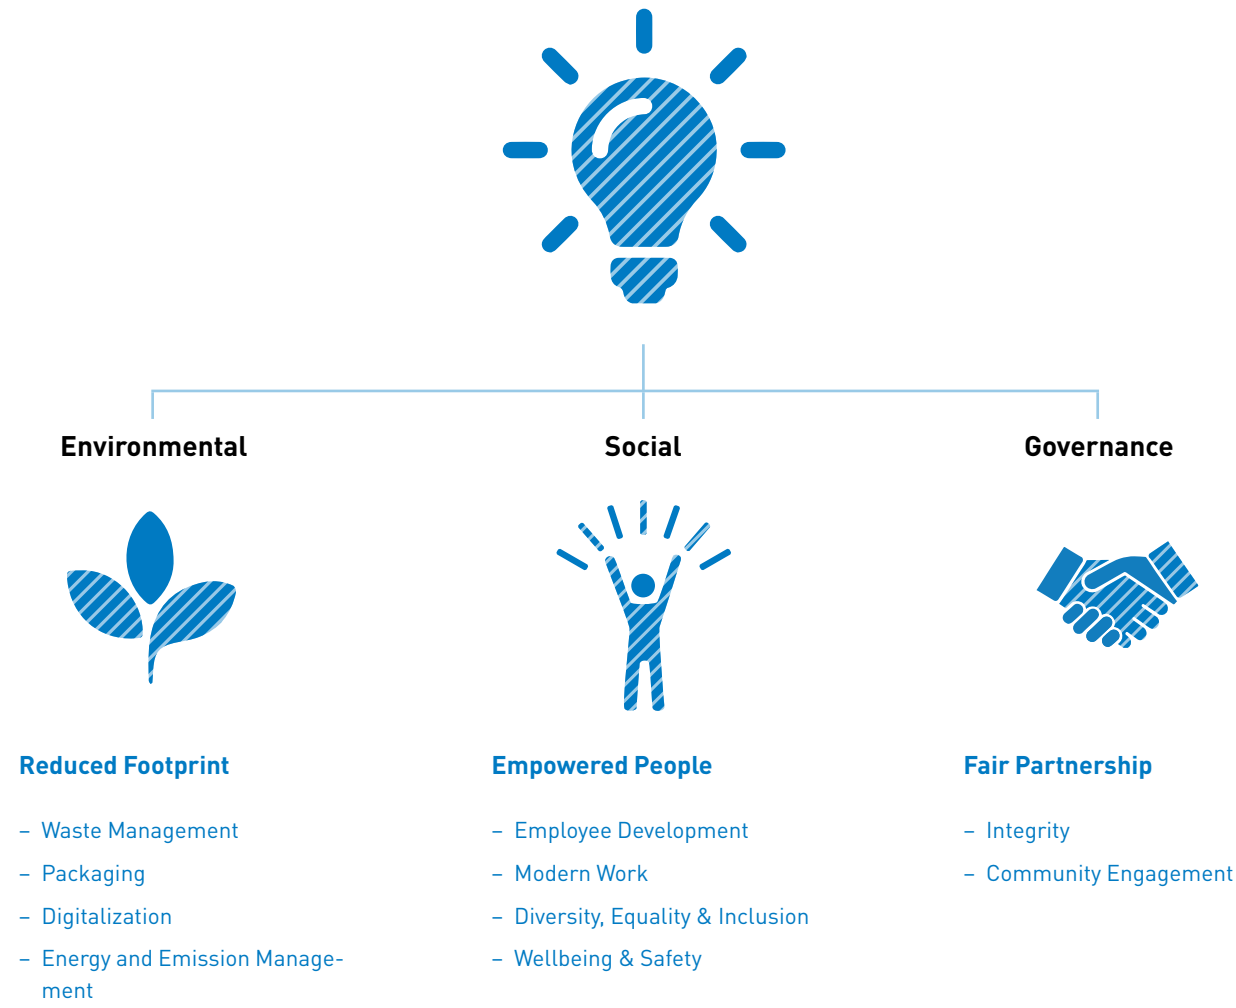 Environmental
Social
Governance
Reduced Footprint
– Waste Management
– Packaging
– Digitalization
– Energy and Emission Manage-
ment
Empowered People
– Employee Development
– Modern Work
– Diversity, Equality & Inclusion
– Wellbeing & Safety
Fair Partnership
– Integrity
– Community Engagement